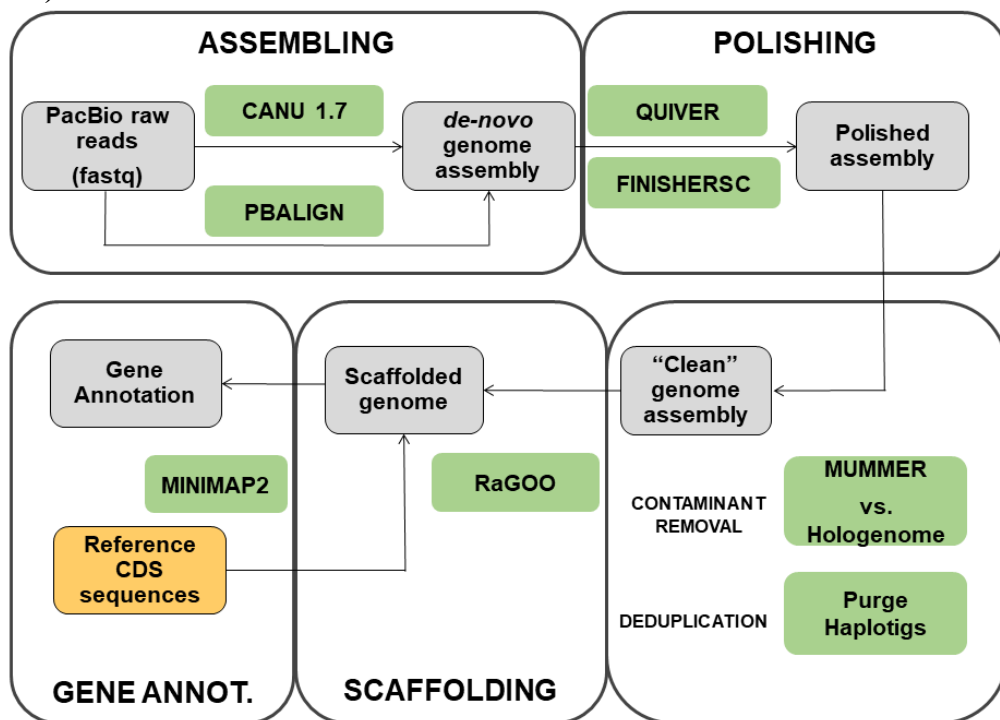 )
ASSEMBLING
PacBio raw
reads
(fastq)
CANU 1.7
PBALIGN
de-novo
genome
assembly
POLISHING
QUIVER
FINISHERSC
Polished
assembly
Gene
Annotation
MINIMAP2
Reference
CDS
sequences
GENE ANNOT.
Scaffolded
genome
RaGOO
SCAFFOLDING
“Clean”
genome
assembly
CONTAMINANT
REMOVAL
MUMMER
vs.
Hologenome
DEDUPLICATION
Purge
Haplotigs